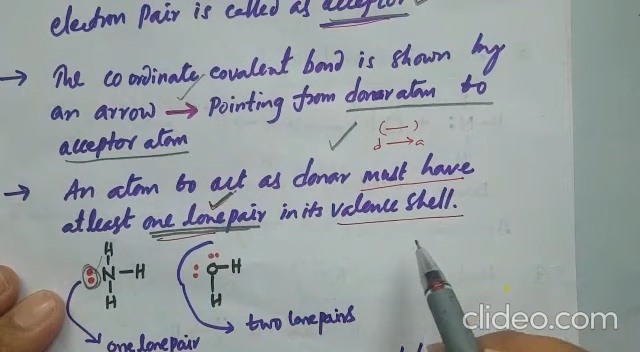 electron pair is called as acceptor
→ The coordinate covalent bond is shown by
an arrow → Pointing from donar atom to
acceptor atom
(—)
d → a
→ An atom to act as donar must have
atleast one lonepair in its valence shell.
H
N — H
H
O — H
H
one lonepair
two lonepairs
clideo.com